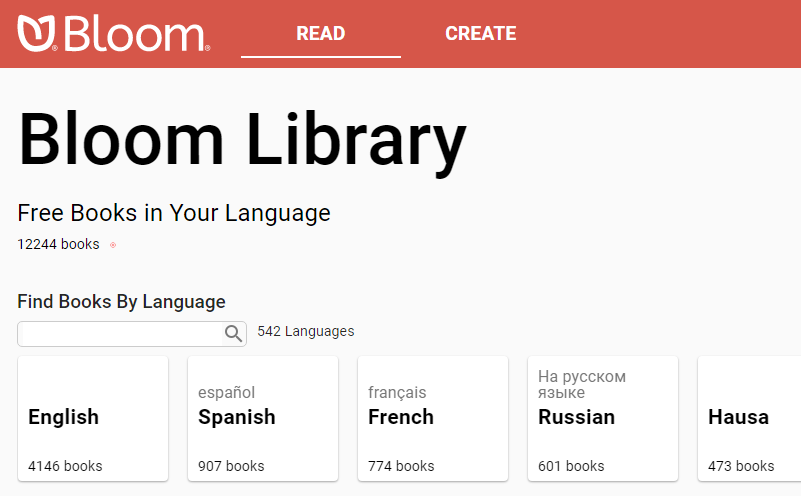 Bloom
READ
CREATE
Bloom Library
Free Books in Your Language
12244 books
Find Books By Language
542 Languages
English
4146 books
español
Spanish
907 books
français
French
774 books
На русском
языке
Russian
601 books
Hausa
473 books